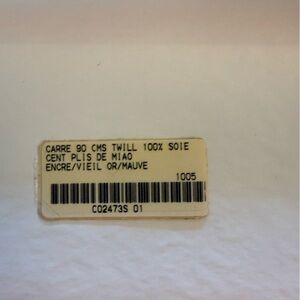 CARRE 90 CMS TWILL 100% SOIE
CENT PLIS DE MIAO
ENCRE/VIEIL OR/MAUVE
1005
C02473S 01